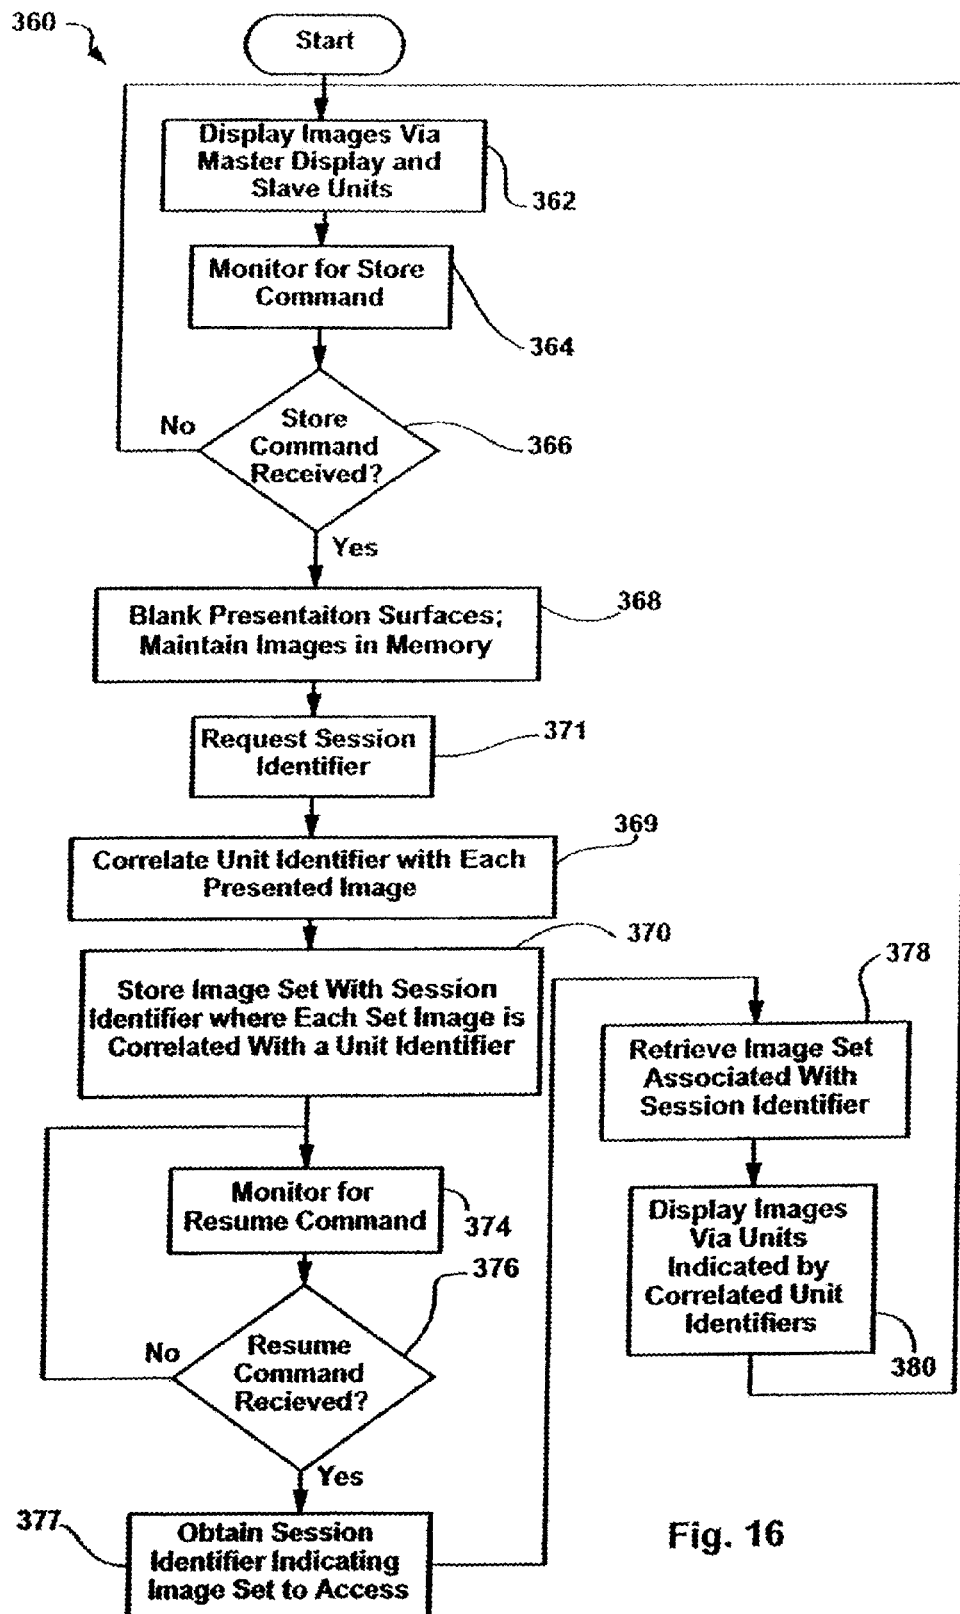 360
Start
Display Images Via
Master Display and
Slave Units
362
Monitor for Store
Command
364
No
Store
Command
Received?
366
Yes
Blank Presentaiton Surfaces;
Maintain Images in Memory
368
Request Session
Identifier
371
369
Correlate Unit Identifier with Each
Presented Image
370
Store Image Set With Session
Identifier where Each Set Image is
Correlated With a Unit Identifier
378
Retrieve Image Set
Associated With
Session Identifier
Monitor for
Resume Command
374
Display Images
Via Units
Indicated by
Correlated Unit
Identifiers
380
376
No
Resume
Command
Recieved?
Yes
377
Obtain Session
Identifier Indicating
Image Set to Access
Fig. 16